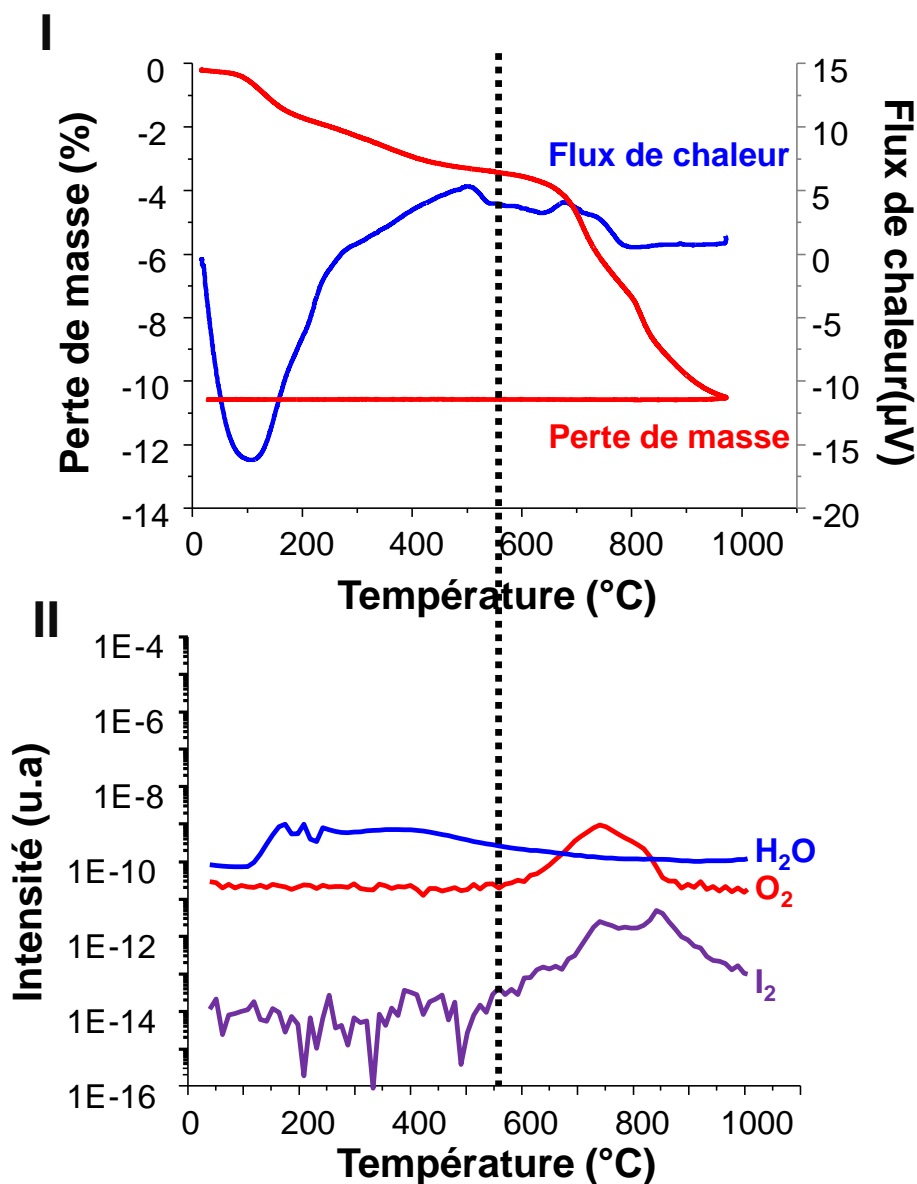 I
Perte de masse (%)
0
-2
-4
-6
-8
-10
-12
-14
15
10
5
0
-5
-10
-15
-20
Flux de chaleur(µV)
Flux de chaleur
Perte de masse
0 200 400 600 800 1000
Température (°C)
II
Intensité (u.a)
1E-4
1E-6
1E-8
1E-10
1E-12
1E-14
1E-16
H₂O
O₂
I₂
0 200 400 600 800 1000
Température (°C)